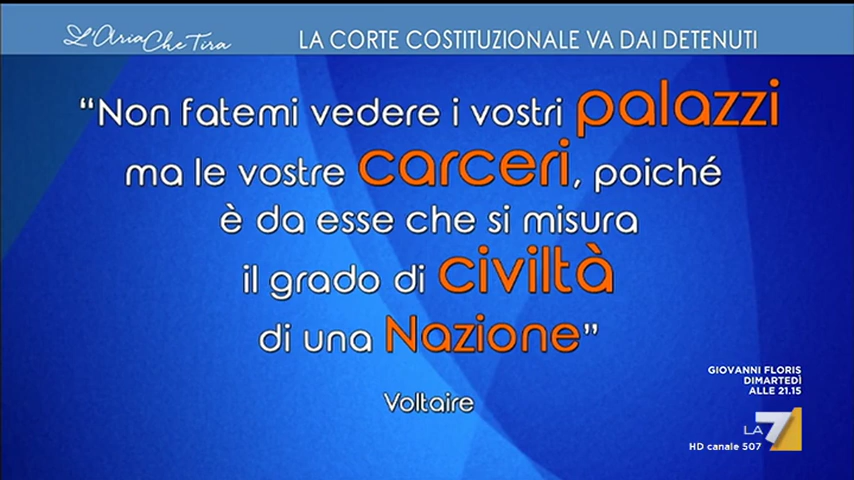 L'Aria Che Tira
LA CORTE COSTITUZIONALE VA DAI DETENUTI
“Non fatemi vedere i vostri palazzi
ma le vostre carceri, poiché
è da esse che si misura
il grado di civiltà
di una Nazione”
Voltaire
GIOVANNI FLORIS
DIMARTEDÌ
ALLE 21.15
LA7
HD canale 507